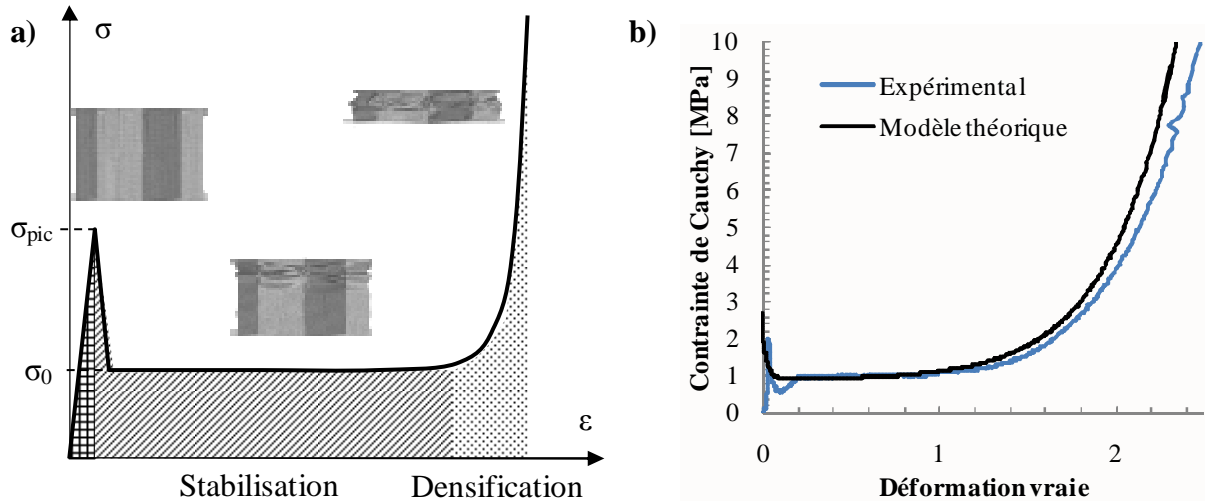 a)
σ
σpic
σ0
ε
Stabilisation
Densification
b)
Contrainte de Cauchy [MPa]
10
9
8
7
6
5
4
3
2
1
0
Expérimental
Modèle théorique
0
1
2
Déformation vraie